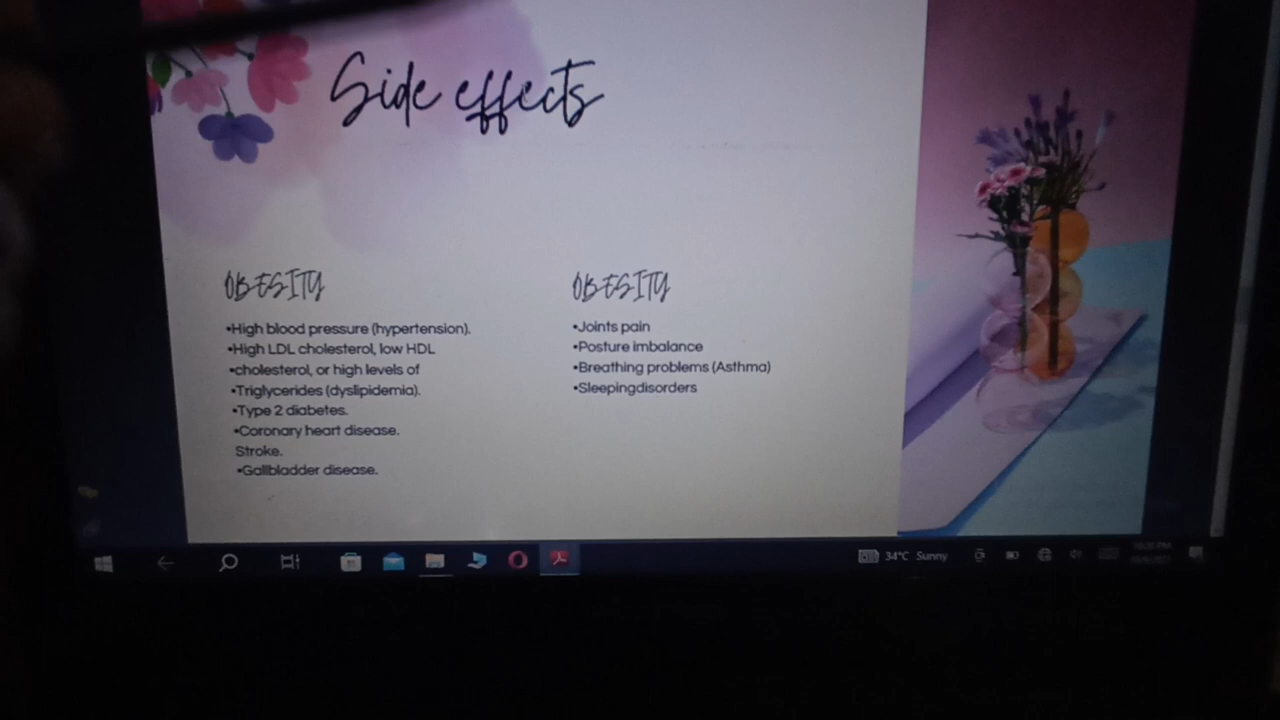 Side effects
OBESITY
•High blood pressure (hypertension).
•High LDL cholesterol, low HDL
•cholesterol, or high levels of
•Triglycerides (dyslipidemia).
•Type 2 diabetes.
•Coronary heart disease.
Stroke.
•Gallbladder disease.
OBESITY
•Joints pain
•Posture imbalance
•Breathing problems (Asthma)
•Sleepingdisorders
34°C Sunny